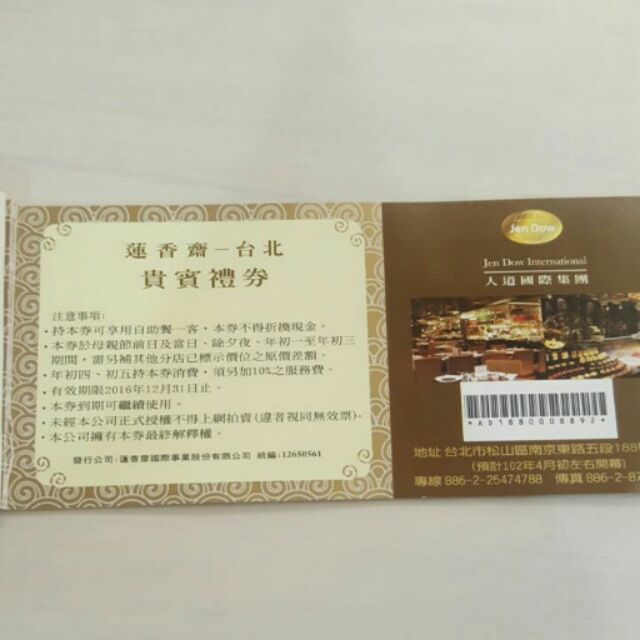 蓮香齋－台北
貴賓禮券
注意事項:
・持本券可享用自助餐一客，本券不得折換現金。
・本券於母親節前日及當日、除夕夜、年初一至年初三
期間，需另補其他分店已標示價位之原價差額。
・年初四、初五持本券消費，須另加10%之服務費。
・有效期限2016年12月31日止。
・本券到期可繼續使用。
・未經本公司正式授權不得上網拍賣(違者視同無效票)。
・本公司擁有本券最終解釋權。
發行公司:蓮香齋國際事業股份有限公司 統編:12650561
Jen Dow
Jen Dow International
人道國際集團
*AD1880008892*
地址 台北市松山區南京東路五段188
(預計102年4月初左右開幕)
專線 886-2-25474788 傳真 886-2-87